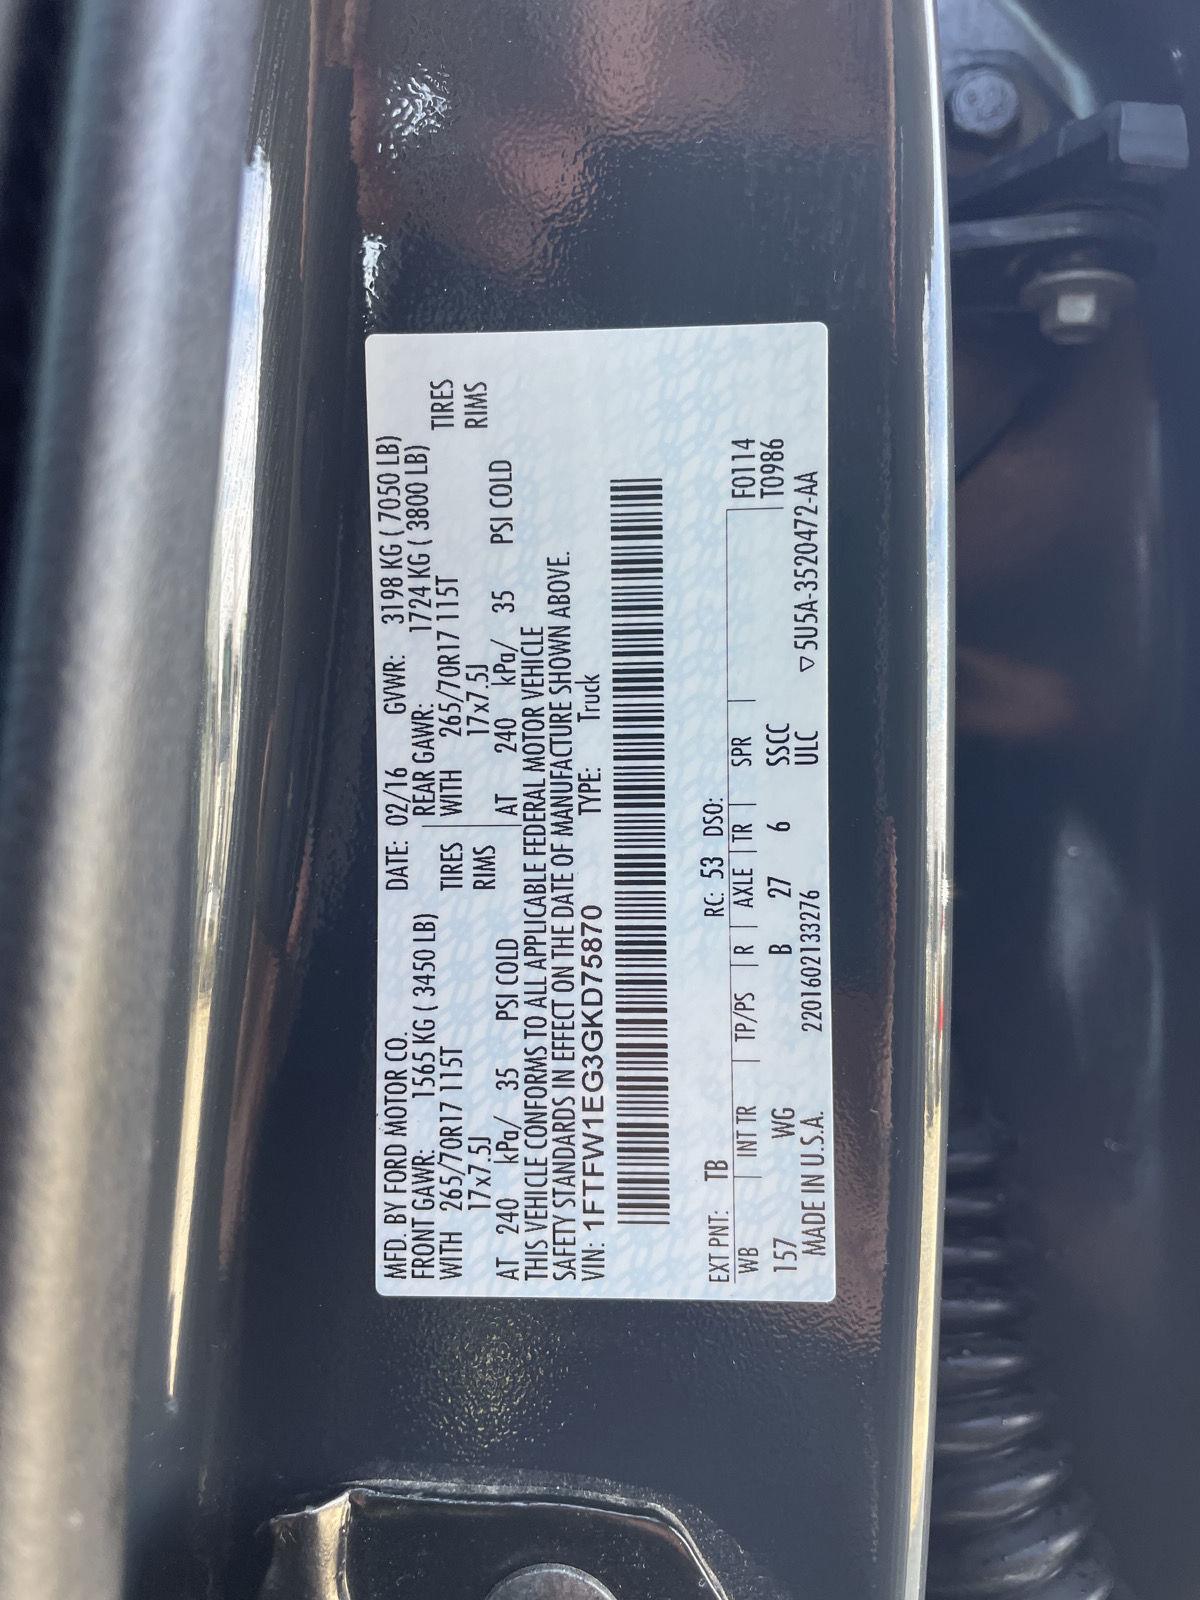 MFD. BY FORD MOTOR CO. DATE: 02/16 GVWR: 3198 KG ( 7050 LB)
FRONT GAWR: 1565 KG ( 3450 LB) REAR GAWR: 1724 KG ( 3800 LB)
WITH 265/70R17 115T TIRES WITH 265/70R17 115T TIRES
17x7.5J RIMS 17x7.5J RIMS
AT 240 kPa/ 35 PSI COLD AT 240 kPa/ 35 PSI COLD
THIS VEHICLE CONFORMS TO ALL APPLICABLE FEDERAL MOTOR VEHICLE
SAFETY STANDARDS IN EFFECT ON THE DATE OF MANUFACTURE SHOWN ABOVE.
VIN: 1FTFW1EG3GKD75870 TYPE: Truck
EXT PNT: TB RC: 53 DSO: F0114
WB INT TR TP/PS R AXLE TR SPR T0986
157 WG B 27 6 SSCC
MADE IN U.S.A. 2201602133276 ULC ▽5U5A-3520472-AA